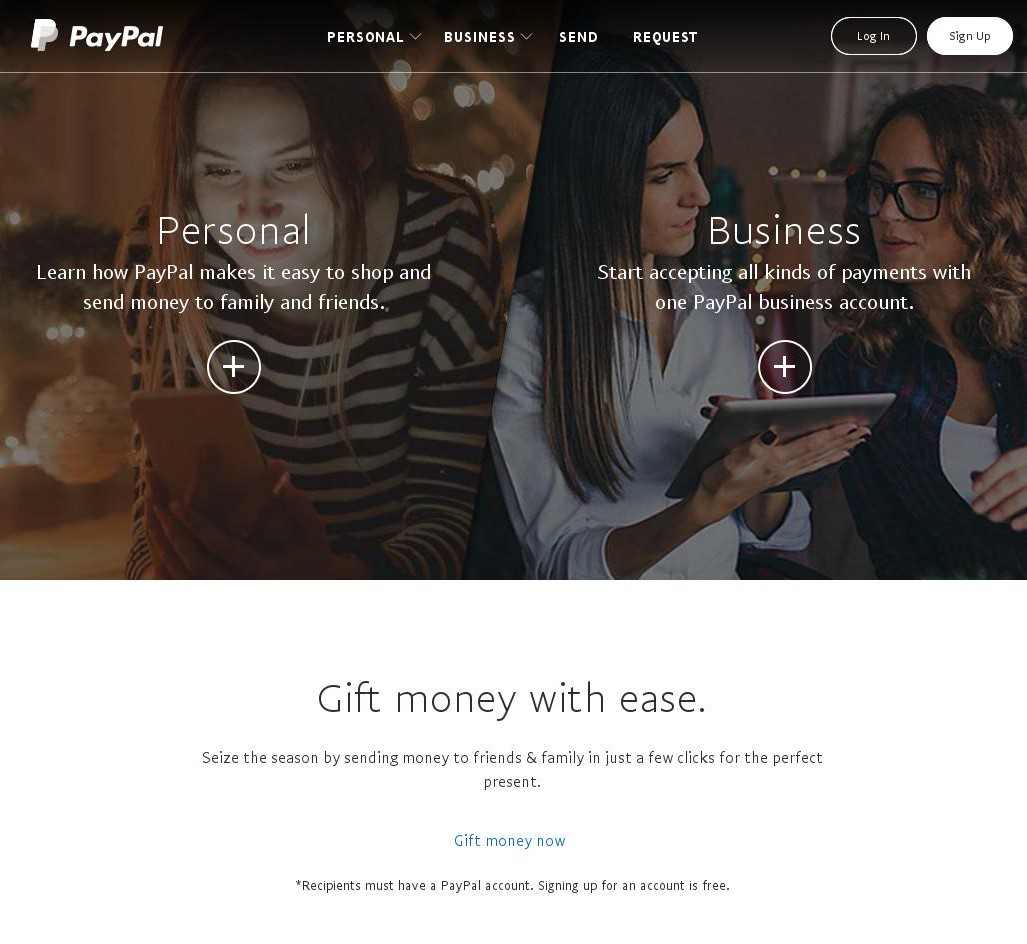 PayPal
PERSONAL
BUSINESS
SEND
REQUEST
Log In
Sign Up
Personal
Learn how PayPal makes it easy to shop and
send money to family and friends.
Business
Start accepting all kinds of payments with
one PayPal business account.
Gift money with ease.
Seize the season by sending money to friends & family in just a few clicks for the perfect
present.
Gift money now
*Recipients must have a PayPal account. Signing up for an account is free.